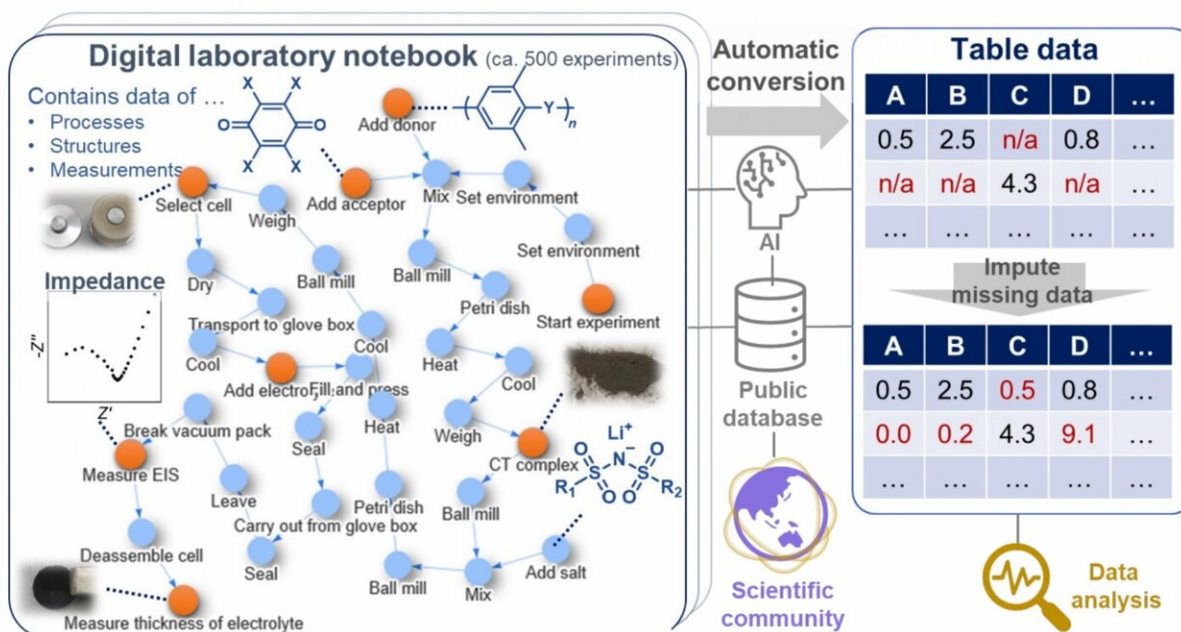 Digital laboratory notebook (ca. 500 experiments)
Contains data of ...
• Processes
• Structures
• Measurements
X X
O O
X X
Add donor
Y
n
Select cell
Weigh
Add acceptor
Mix
Set environment
Set environment
Start experiment
Dry
Ball mill
Ball mill
Petri dish
Impedance
-Z"
Z'
Transport to glove box
Cool
Cool
Heat
Cool
Add electrol
Fill and press
Break vacuum pack
Seal
Heat
Weigh
CT complex
Li+
O N− O
S S
R1 O O R2
Measure EIS
Leave
Carry out from glove box
Petri dish
Ball mill
Deassemble cell
Seal
Ball mill
Mix
Add salt
Measure thickness of electrolyte
Automatic
conversion
AI
Public
database
Scientific
community
Table data
A B C D ...
0.5 2.5 n/a 0.8 ...
n/a n/a 4.3 n/a ...
... ... ... ... ...
Impute
missing data
A B C D ...
0.5 2.5 0.5 0.8 ...
0.0 0.2 4.3 9.1 ...
... ... ... ... ...
Data
analysis